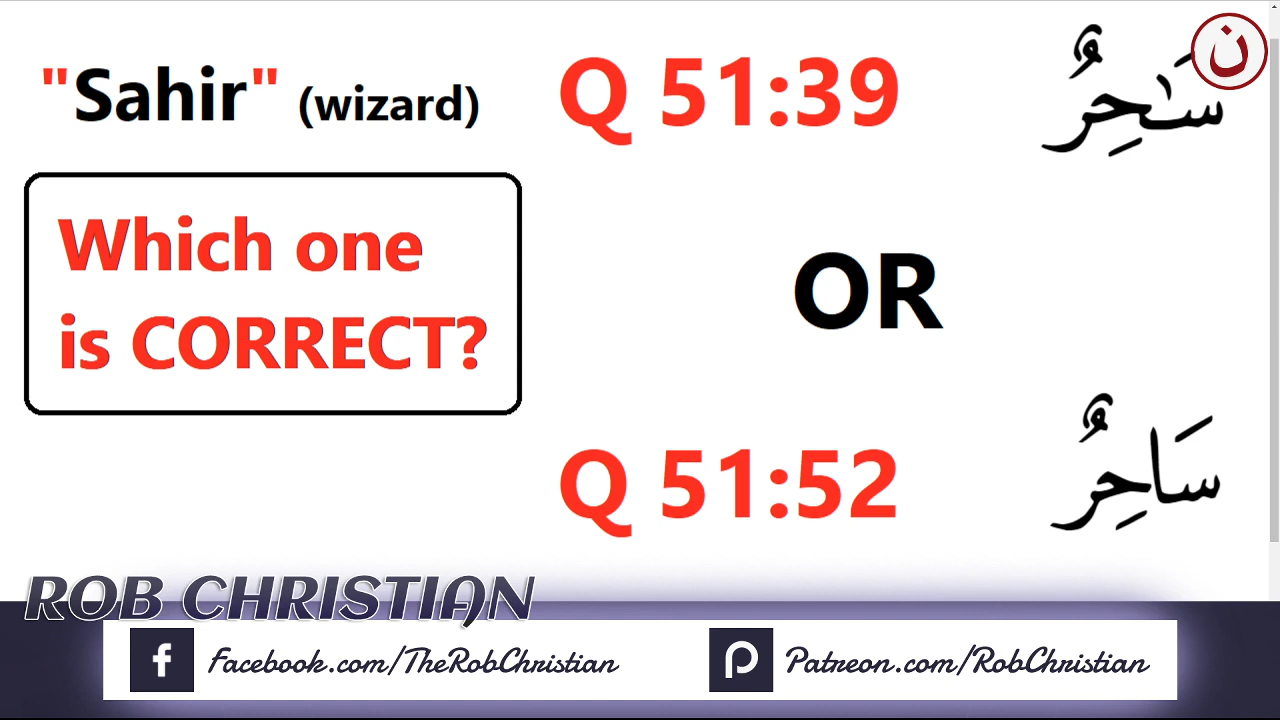 "Sahir" (wizard)
Q 51:39
سَٰحِرٌ
ن
Which one
is CORRECT?
OR
Q 51:52
سَاحِرٌ
ROB CHRISTIAN
f
Facebook.com/TheRobChristian
Patreon.com/RobChristian